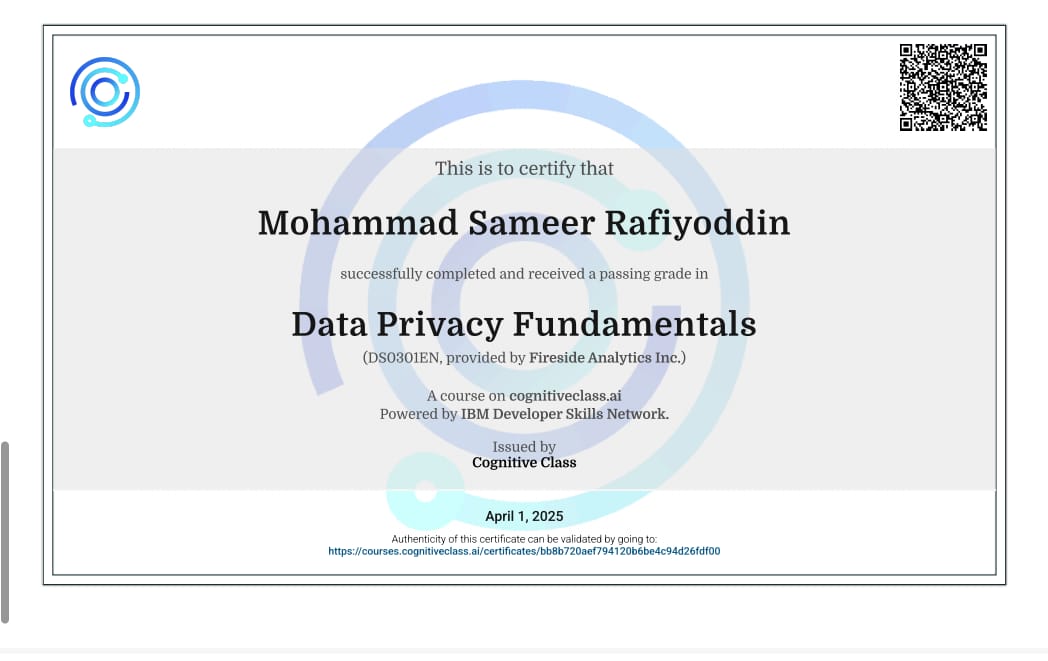 This is to certify that
Mohammad Sameer Rafiyoddin
successfully completed and received a passing grade in
Data Privacy Fundamentals
(DS0301EN, provided by Fireside Analytics Inc.)
A course on cognitiveclass.ai
Powered by IBM Developer Skills Network.
Issued by
Cognitive Class
April 1, 2025
Authenticity of this certificate can be validated by going to:
https://courses.cognitiveclass.ai/certificates/bb8b720aef794120b6be4c94d26fdf00